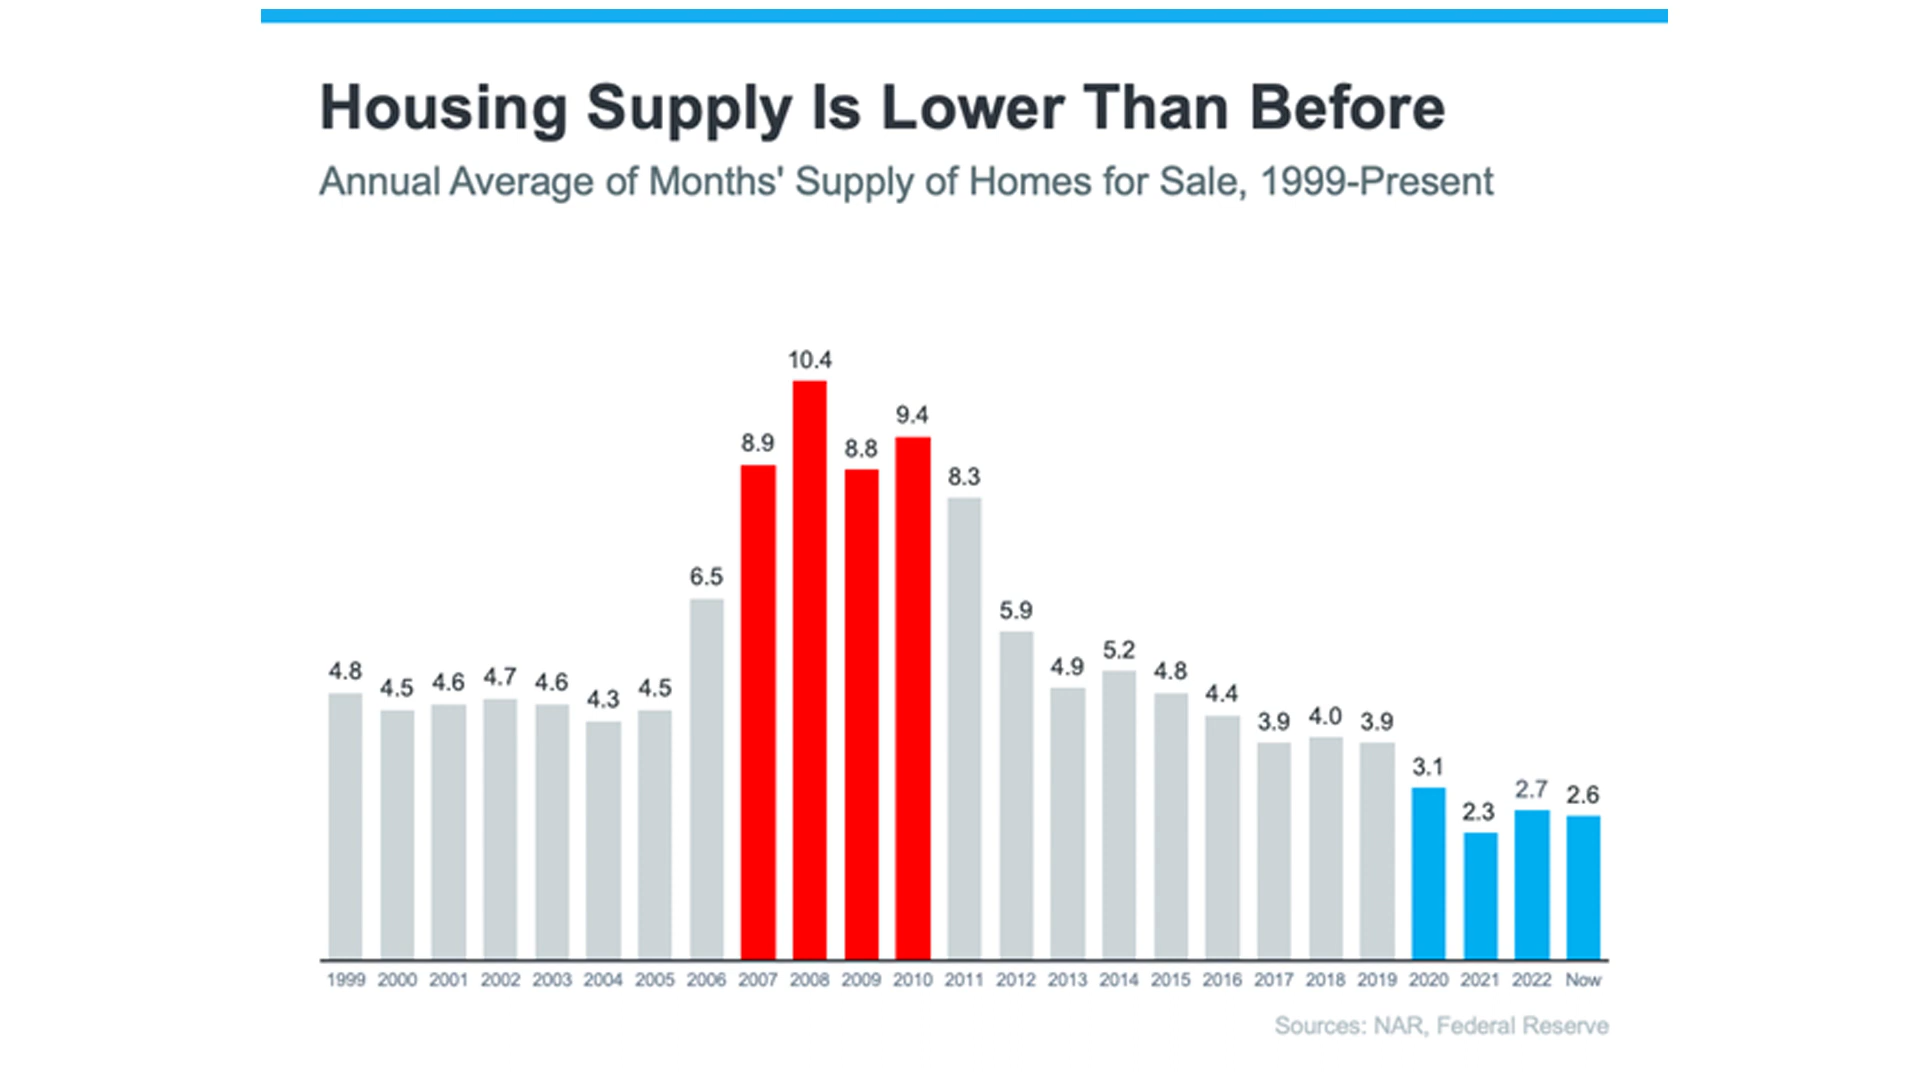 Housing Supply Is Lower Than Before
Annual Average of Months' Supply of Homes for Sale, 1999-Present
4.8 4.5 4.6 4.7 4.6 4.3 4.5 6.5 8.9 10.4 8.8 9.4 8.3 5.9 4.9 5.2 4.8 4.4 3.9 4.0 3.9 3.1 2.3 2.7 2.6
1999 2000 2001 2002 2003 2004 2005 2006 2007 2008 2009 2010 2011 2012 2013 2014 2015 2016 2017 2018 2019 2020 2021 2022 Now
Sources: NAR, Federal Reserve